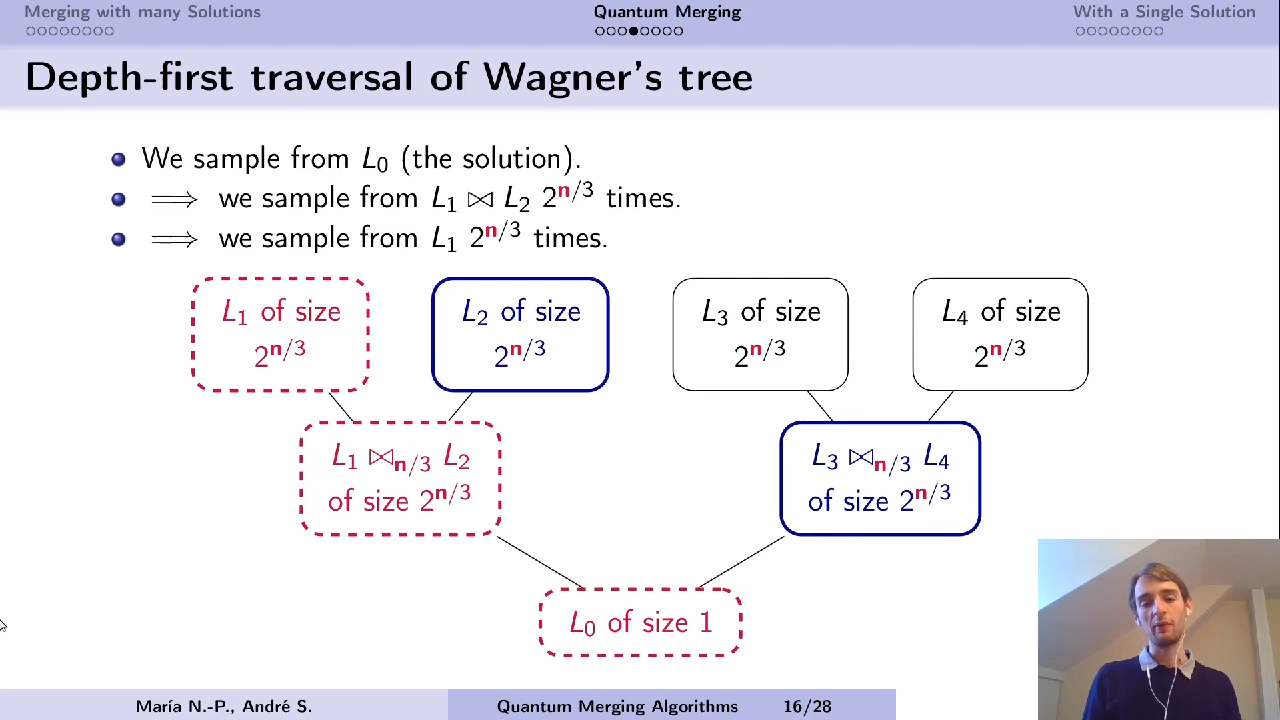 Merging with many Solutions Quantum Merging With a Single Solution
Depth-first traversal of Wagner's tree
We sample from L₀ (the solution).
⟹ we sample from L₁ ⋈ L₂ 2^{n/3} times.
⟹ we sample from L₁ 2^{n/3} times.
L₁ of size
2^{n/3}
L₂ of size
2^{n/3}
L₃ of size
2^{n/3}
L₄ of size
2^{n/3}
L₁ ⋈_{n/3} L₂
of size 2^{n/3}
L₃ ⋈_{n/3} L₄
of size 2^{n/3}
L₀ of size 1
María N.-P., André S. Quantum Merging Algorithms 16/28